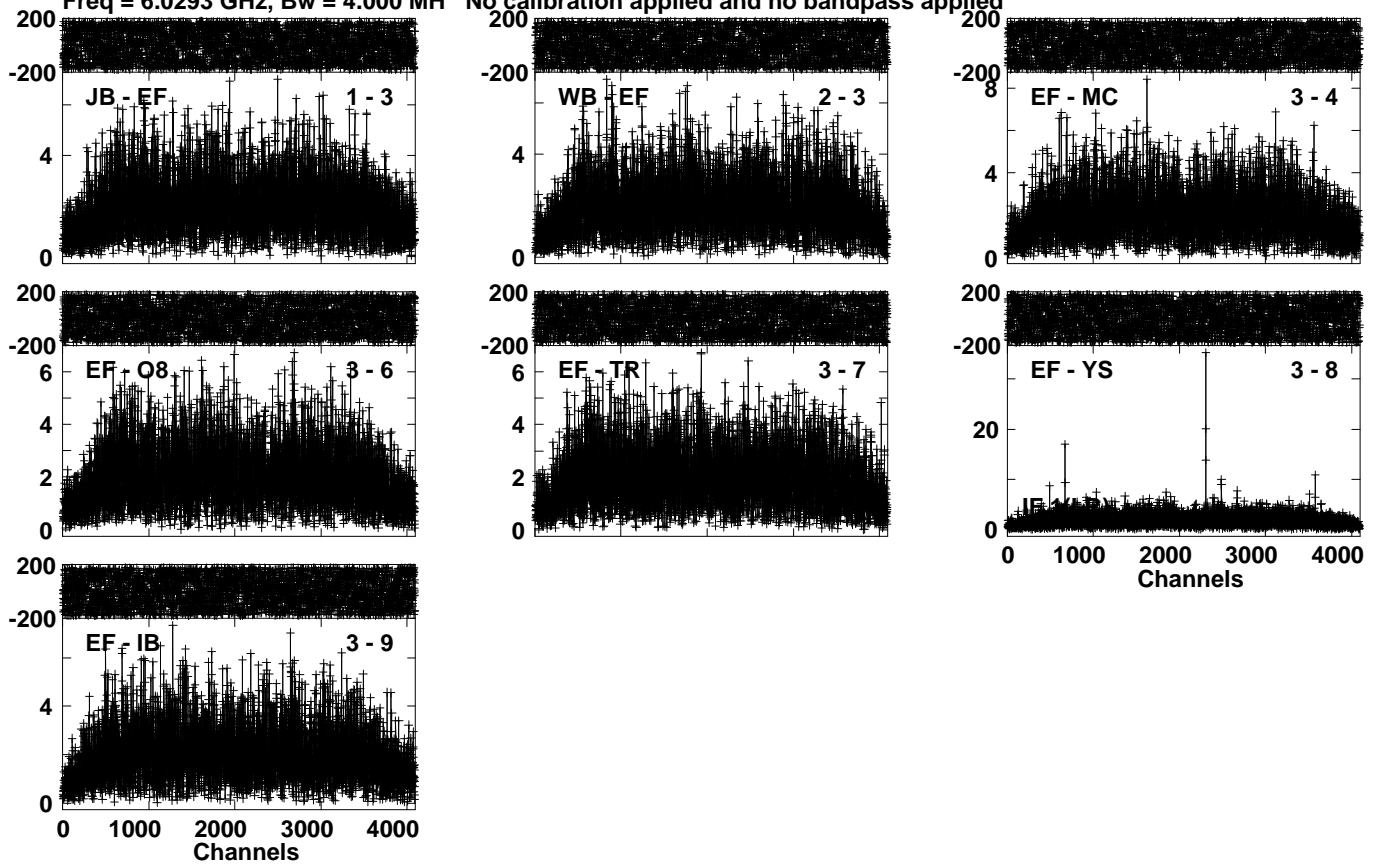 Freq = 6.0293 GHz, Bw = 4.000 MH No calibration applied and no bandpass applied
200
-200
JB - EF 1 - 3
4
0
200
-200
WB - EF 2 - 3
4
0
200
-200
8
EF - MC 3 - 4
4
0
200
-200
EF - O8 3 - 6
6
4
2
0
200
-200
EF - TR 3 - 7
6
4
2
0
200
-200
EF - YS 3 - 8
20
0
0 1000 2000 3000 4000
Channels
200
-200
EF - IB 3 - 9
4
0
0 1000 2000 3000 4000
Channels